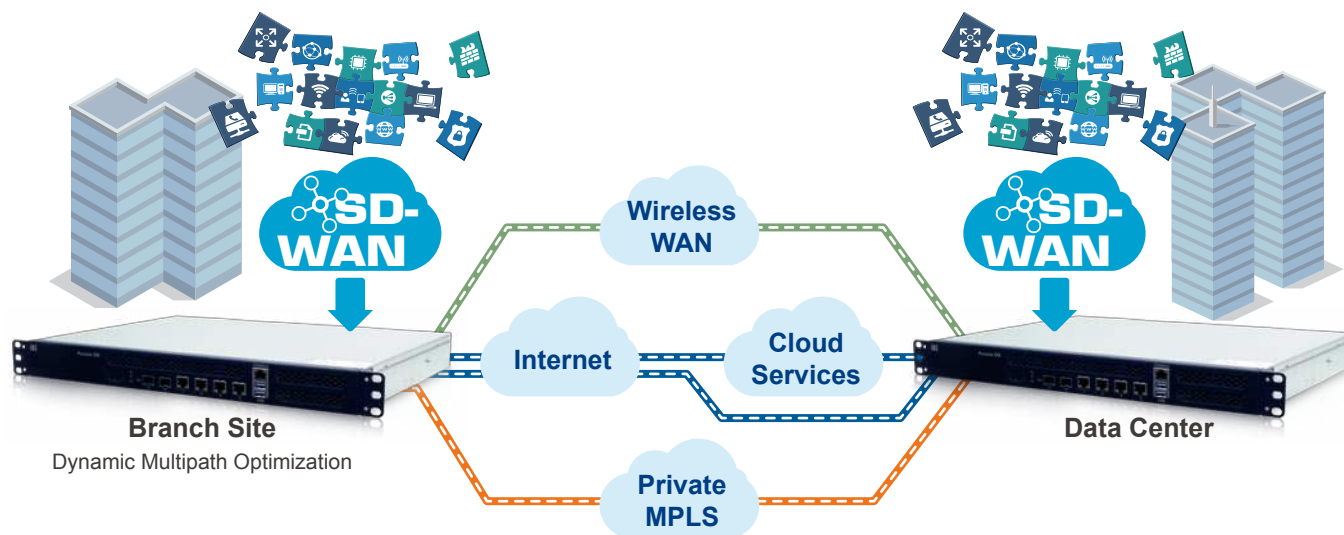 SD-
WAN
SD-
WAN
Wireless
WAN
Internet
Cloud
Services
Branch Site
Dynamic Multipath Optimization
Data Center
Private
MPLS